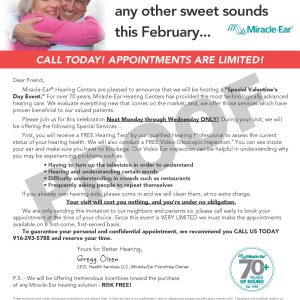 any other sweet sounds
this February...
Miracle-Ear®
CALL TODAY! APPOINTMENTS ARE LIMITED!
Dear Friend,
Miracle-Ear® Hearing Centers are pleased to announce that we will be hosting a "Special Valentine's
Day Event." For over 70 years, Miracle-Ear Hearing Centers has provided the most technologically advanced
hearing care. We evaluate everything new that comes on the market; and, we offer those services which have
proven beneficial to our valued patients.
Please join us for this celebration Next Monday through Wednesday ONLY! During your visit, we will
be offering the following Special Services...
First, you will receive a FREE Hearing Test* by our qualified Hearing Professional to assess the current
status of your hearing health. We will also conduct a FREE Video Otoscopic Inspection.* You can see inside
your ear and make sure you have no blockage. Our Video Ear inspection can be helpful in understanding why
you may be experiencing problems such as:
• Having to turn up the television in order to understand
• Hearing and understanding certain words
• Difficulty understanding in crowds such as restaurants
• Frequently asking people to repeat themselves
If you already own hearing aids, please come in and we will clean them, at no extra charge.
Your visit will cost you nothing, and you're under no obligation.
We are only sending this invitation to our neighbors and patients so, please call early to book your
appointment at the time of your choice. Since this event is VERY LIMITED we must make the appointments
available on a first-come, first-served basis.
To guarantee your personal and confidential appointment, we recommend you CALL US TODAY
916-293-5788 and reserve your time.
Yours for Better Hearing,
Gregg Olsen
CEO, Health Services LLC, Miracle-Ear Franchise Owner
P.S. - We will be offering tremendous incentives toward the purchase
of any Miracle-Ear hearing solution - RISK FREE!
Miracle-Ear
70+
YEARS
OF SOUND
Est. 1948